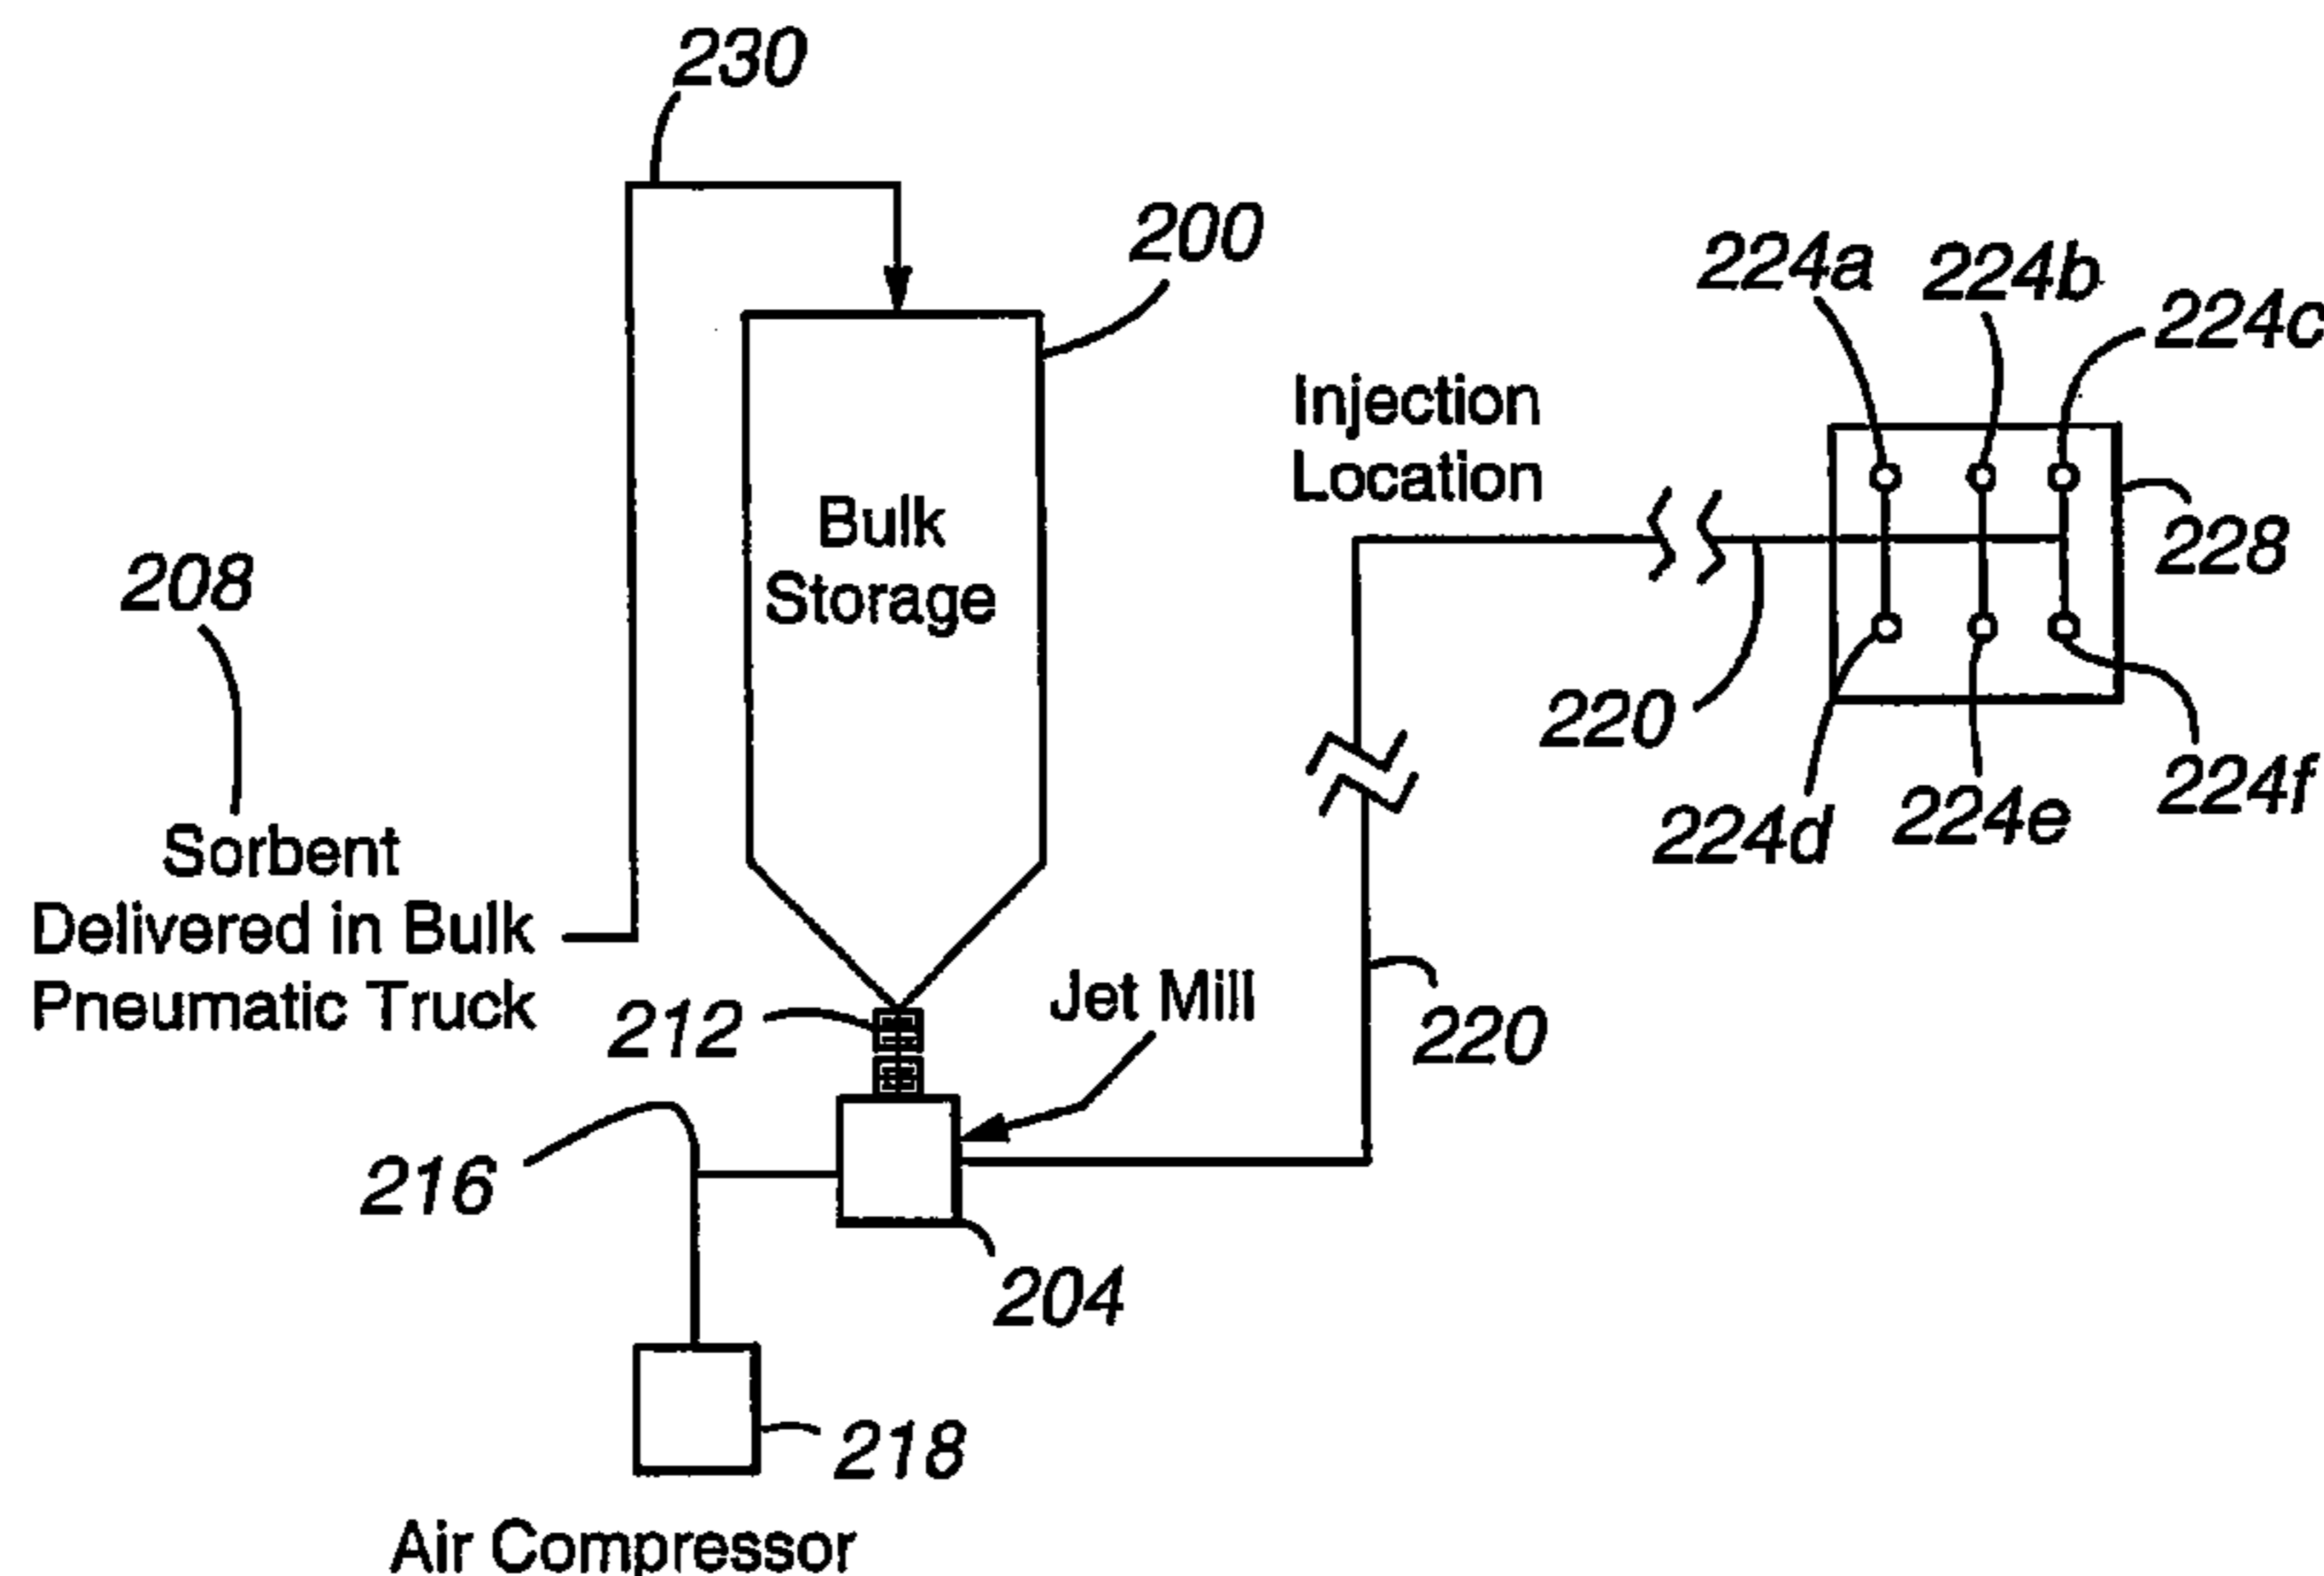 230
200
224a
224b
224c
Injection
Location
Bulk
Storage
208
228
220
224d
224e
224f
Sorbent
Delivered in Bulk
Pneumatic Truck
212
Jet Mill
220
216
204
218
Air Compressor